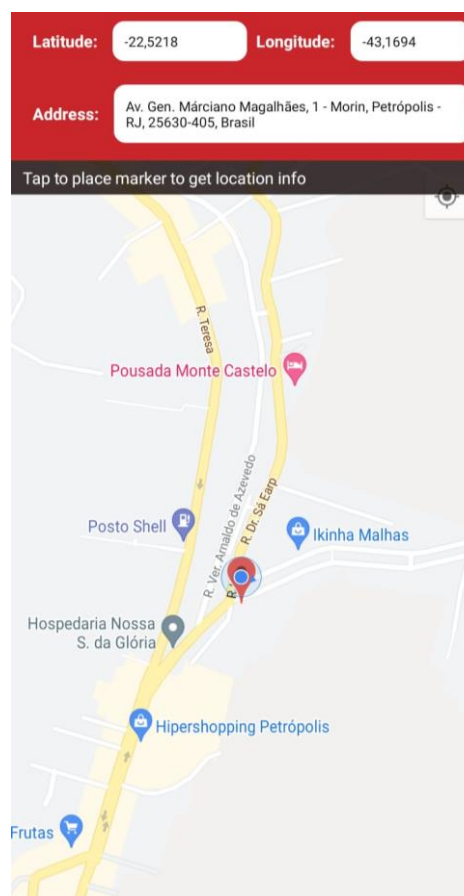 Latitude: -22,5218 Longitude: -43,1694
Address: Av. Gen. Márciano Magalhães, 1 - Morin, Petrópolis -
RJ, 25630-405, Brasil
Tap to place marker to get location info
R. Teresa
Pousada Monte Castelo
R. Ver. Arnaldo de Azevedo
R. Dr. Sá Earp
Posto Shell
Ikinha Malhas
R.
Hospedaria Nossa
S. da Glória
Hipershopping Petrópolis
Frutas